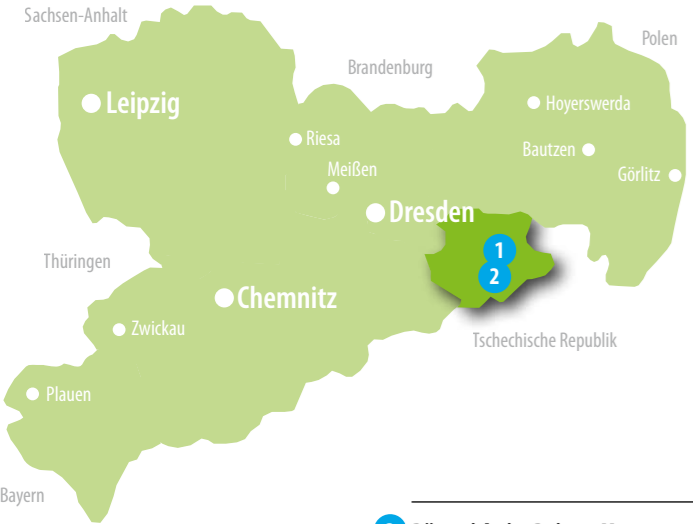 Sachsen-Anhalt
Polen
Brandenburg
Leipzig
Hoyerswerda
Riesa
Bautzen
Meißen
Görlitz
Dresden
1
Thüringen
2
Chemnitz
Zwickau
Tschechische Republik
Plauen
Bayern